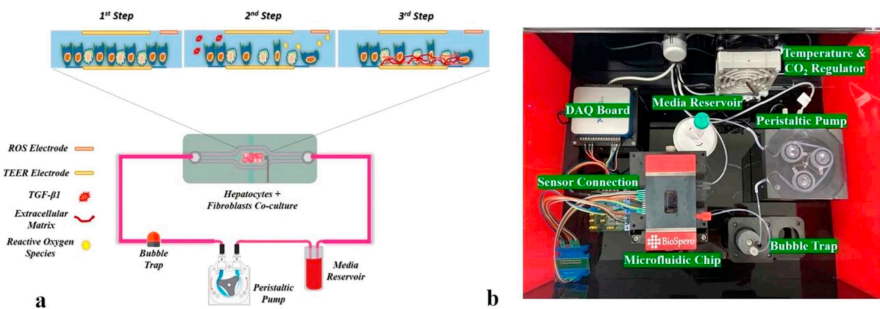 1st Step
2nd Step
3rd Step
ROS Electrode
TEER Electrode
TGF-β1
Extracellular
Matrix
Reactive Oxygen
Species
Hepatocytes +
Fibroblasts Co-culture
Bubble
Trap
Peristaltic
Pump
Media
Reservoir
a
Temperature &
CO2 Regulator
DAQ Board
Media Reservoir
Peristaltic Pump
Sensor Connection
BioSpero
Bubble Trap
Microfluidic Chip
b